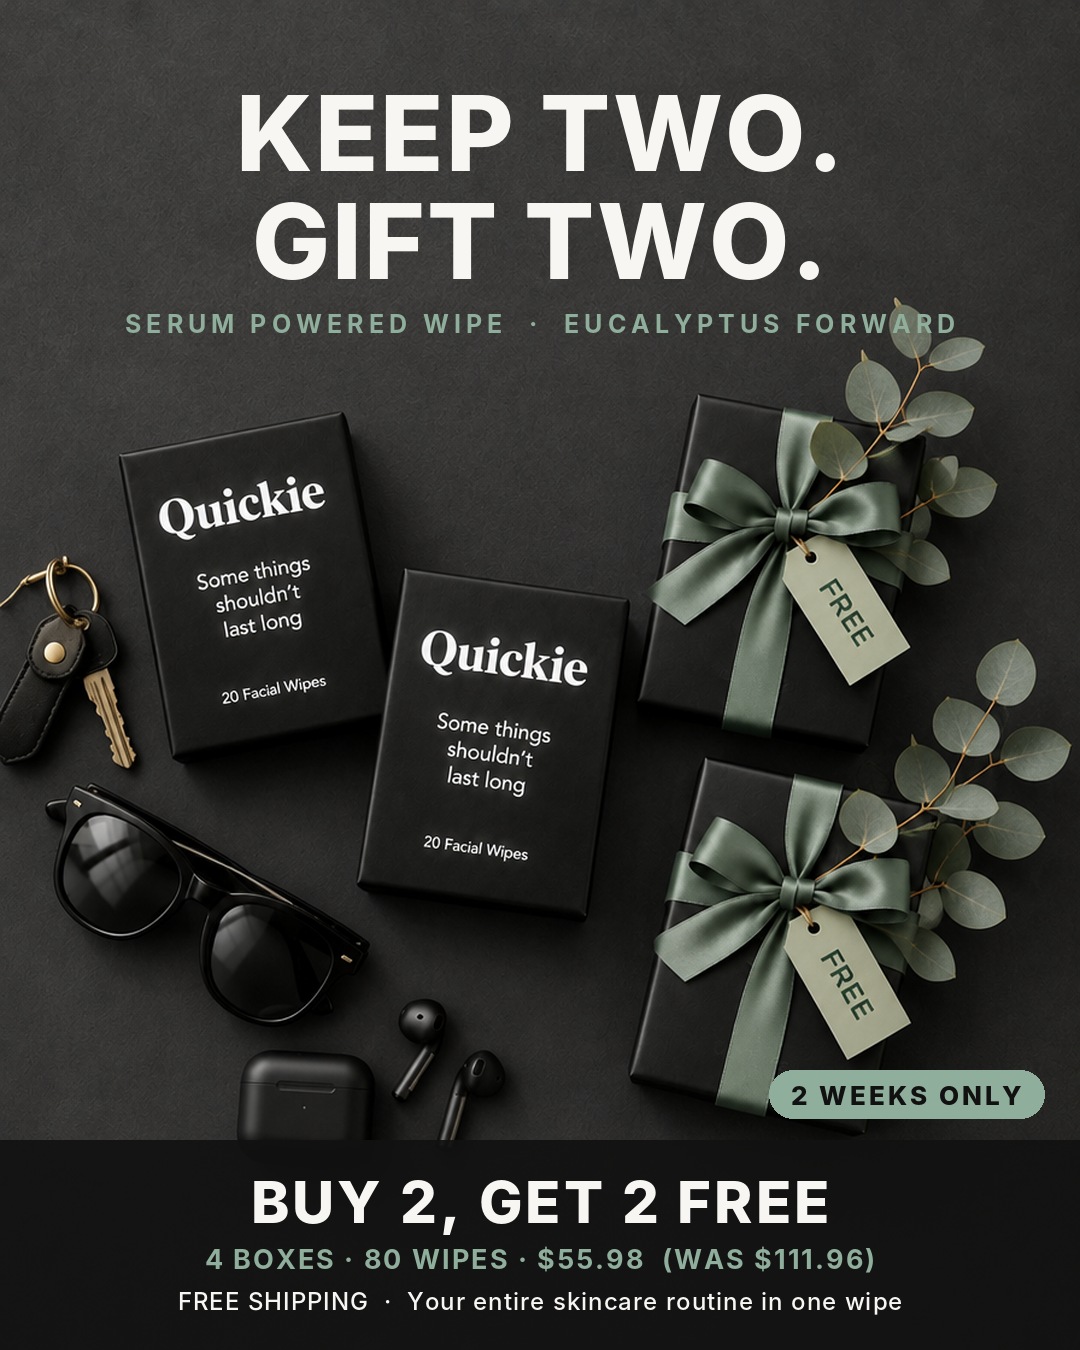 KEEP TWO.
GIFT TWO.
SERUM POWERED WIPE · EUCALYPTUS FORWARD
Quickie
Some things
shouldn't
last long
20 Facial Wipes
Quickie
Some things
shouldn't
last long
20 Facial Wipes
FREE
FREE
2 WEEKS ONLY
BUY 2, GET 2 FREE
4 BOXES · 80 WIPES · $55.98 (WAS $111.96)
FREE SHIPPING · Your entire skincare routine in one wipe